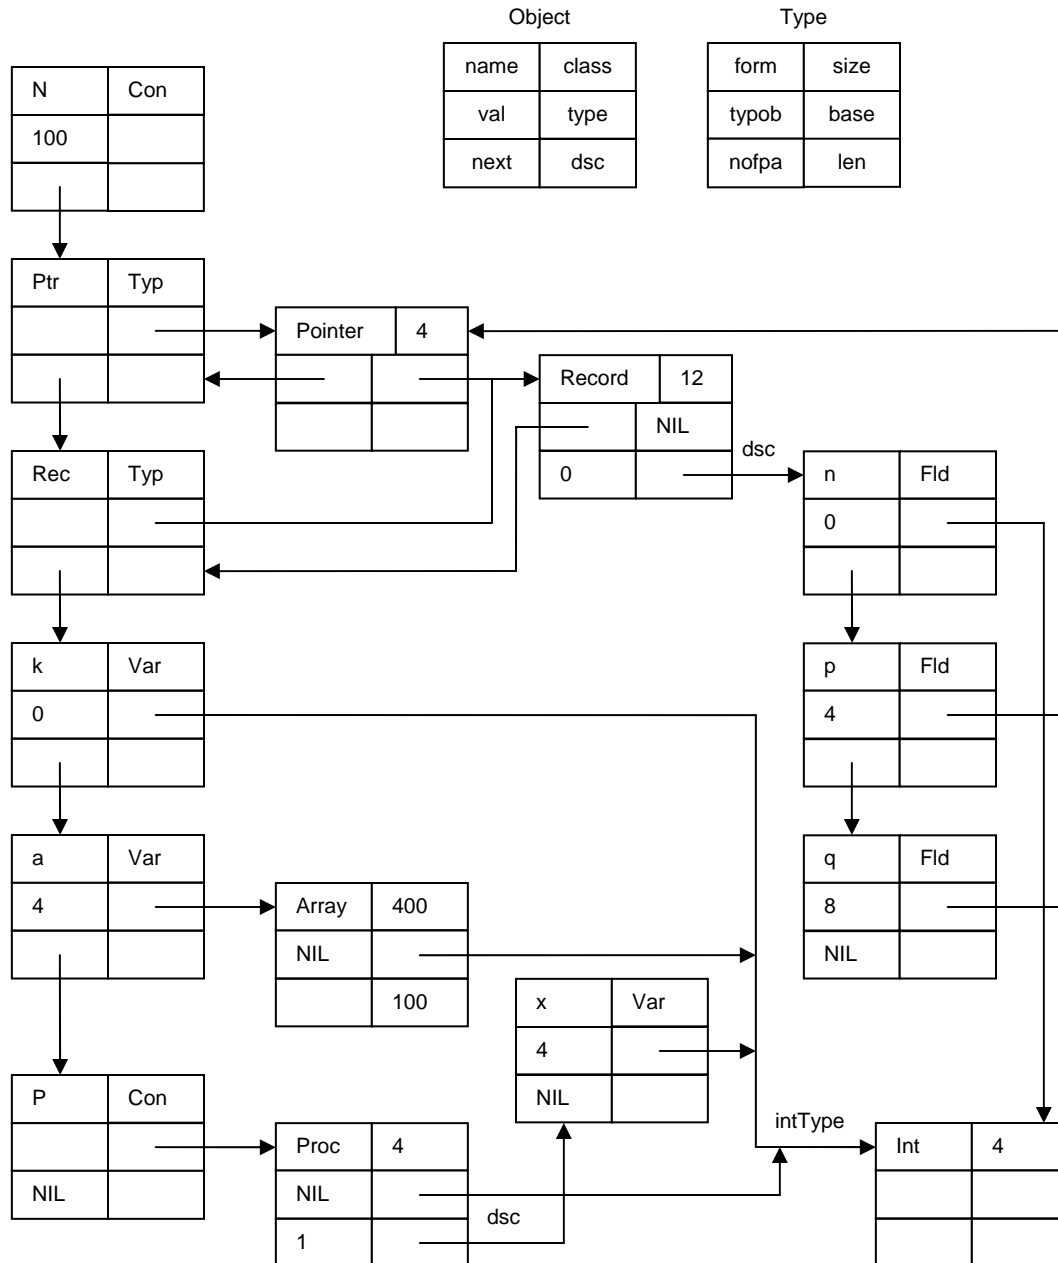 Object Type
name class form size
N Con
val type typob base
100
next dsc nofpa len
Ptr Typ
Pointer 4
Record 12
NIL
dsc
Rec Typ 0 n Fld
0
k Var p Fld
0 4
a Var q Fld
4 Array 400 8
NIL NIL
100 x Var
4
P Con NIL
intType
Proc 4 Int 4
NIL NIL
dsc
1